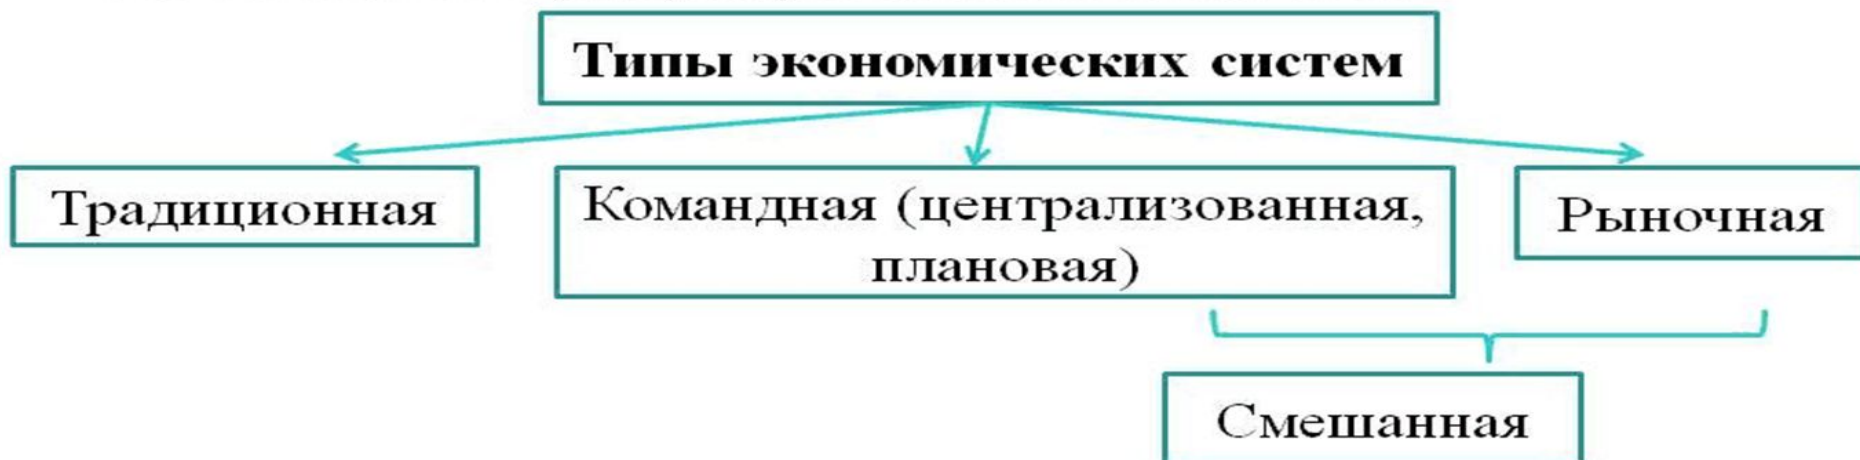 Типы экономических систем
Традиционная
Командная (централизованная,
плановая)
Рыночная
Смешанная